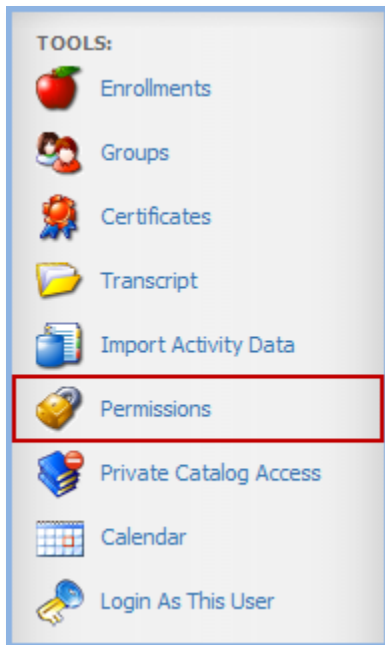 TOOLS:
Enrollments
Groups
Certificates
Transcript
Import Activity Data
Permissions
Private Catalog Access
Calendar
Login As This User